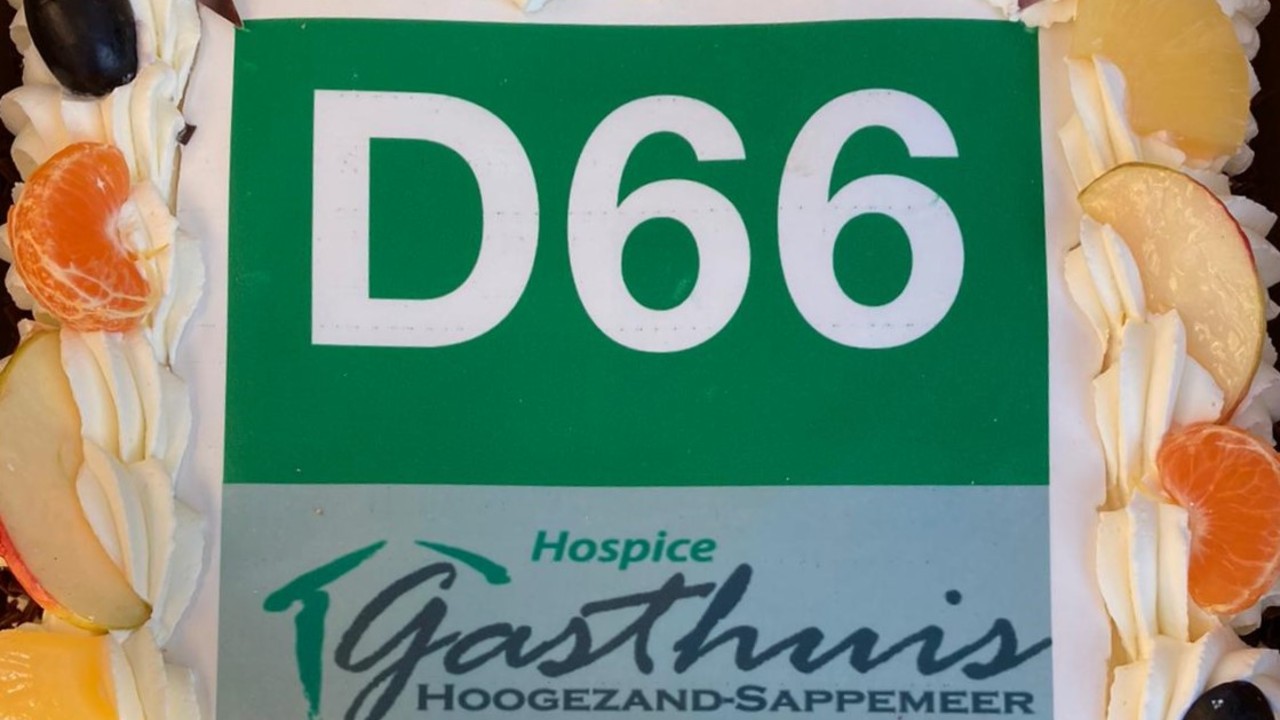 D66
Hospice
Gasthuis
HOOGEZAND-SAPPEMEER